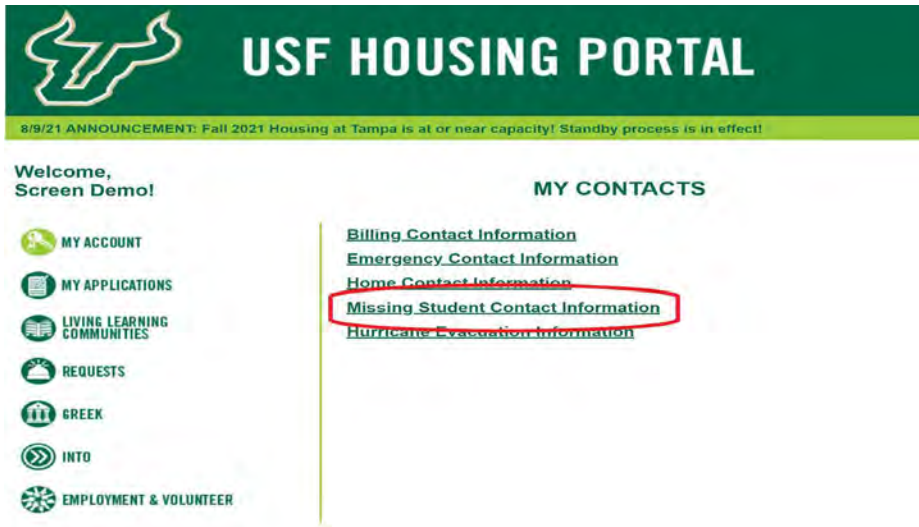 USF HOUSING PORTAL
8/9/21 ANNOUNCEMENT: Fall 2021 Housing at Tampa is at or near capacity! Standby process is in effect!
Welcome,
Screen Demo!
MY ACCOUNT
MY APPLICATIONS
LIVING LEARNING
COMMUNITIES
REQUESTS
GREEK
INTO
EMPLOYMENT & VOLUNTEER
MY CONTACTS
Billing Contact Information
Emergency Contact Information
Home Contact Information
Missing Student Contact Information
Hurricane Evacuation Information